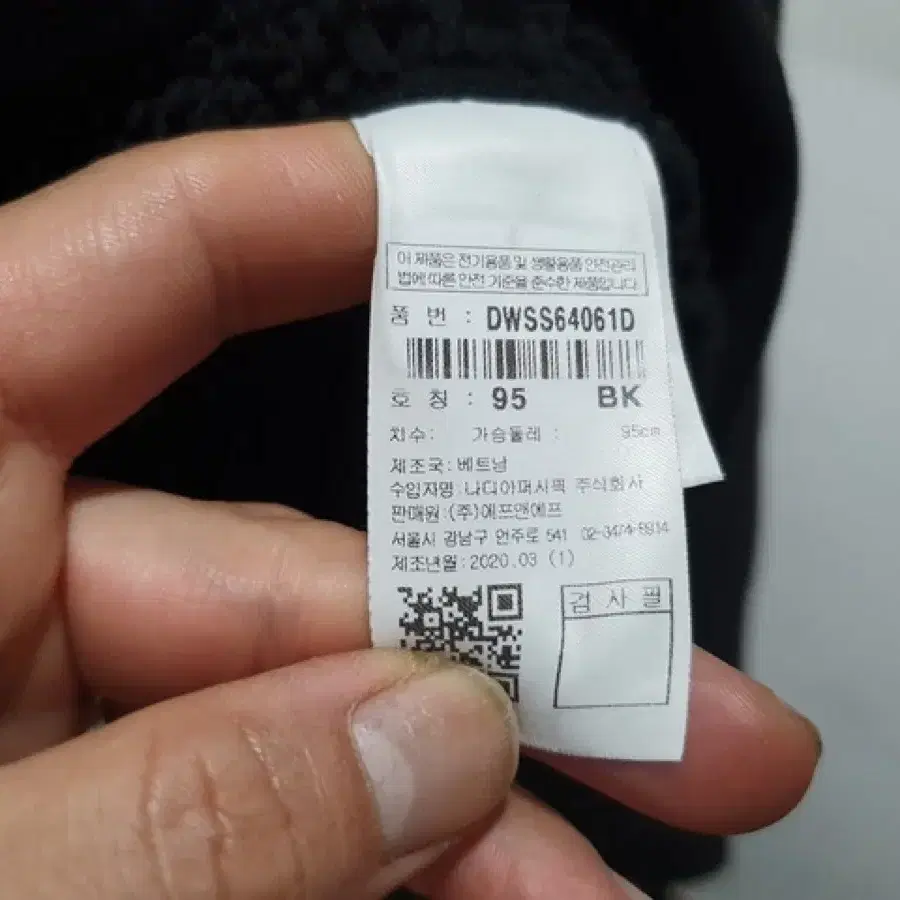 이 제품은 전기용품 및 생활용품 안전관리
법에 따른 안전 기준을 준수한 제품입니다.
품 번 : DWSS64061D
호 칭 : 95 BK
치수: 가슴둘레 : 95cm
제조국: 베트남
수입자명: 나디아퍼시픽 주식회사
판매원: (주)에프앤에프
서울시 강남구 언주로 541 02-3474-6914
제조년월: 2020.03 (1)
검 사 필